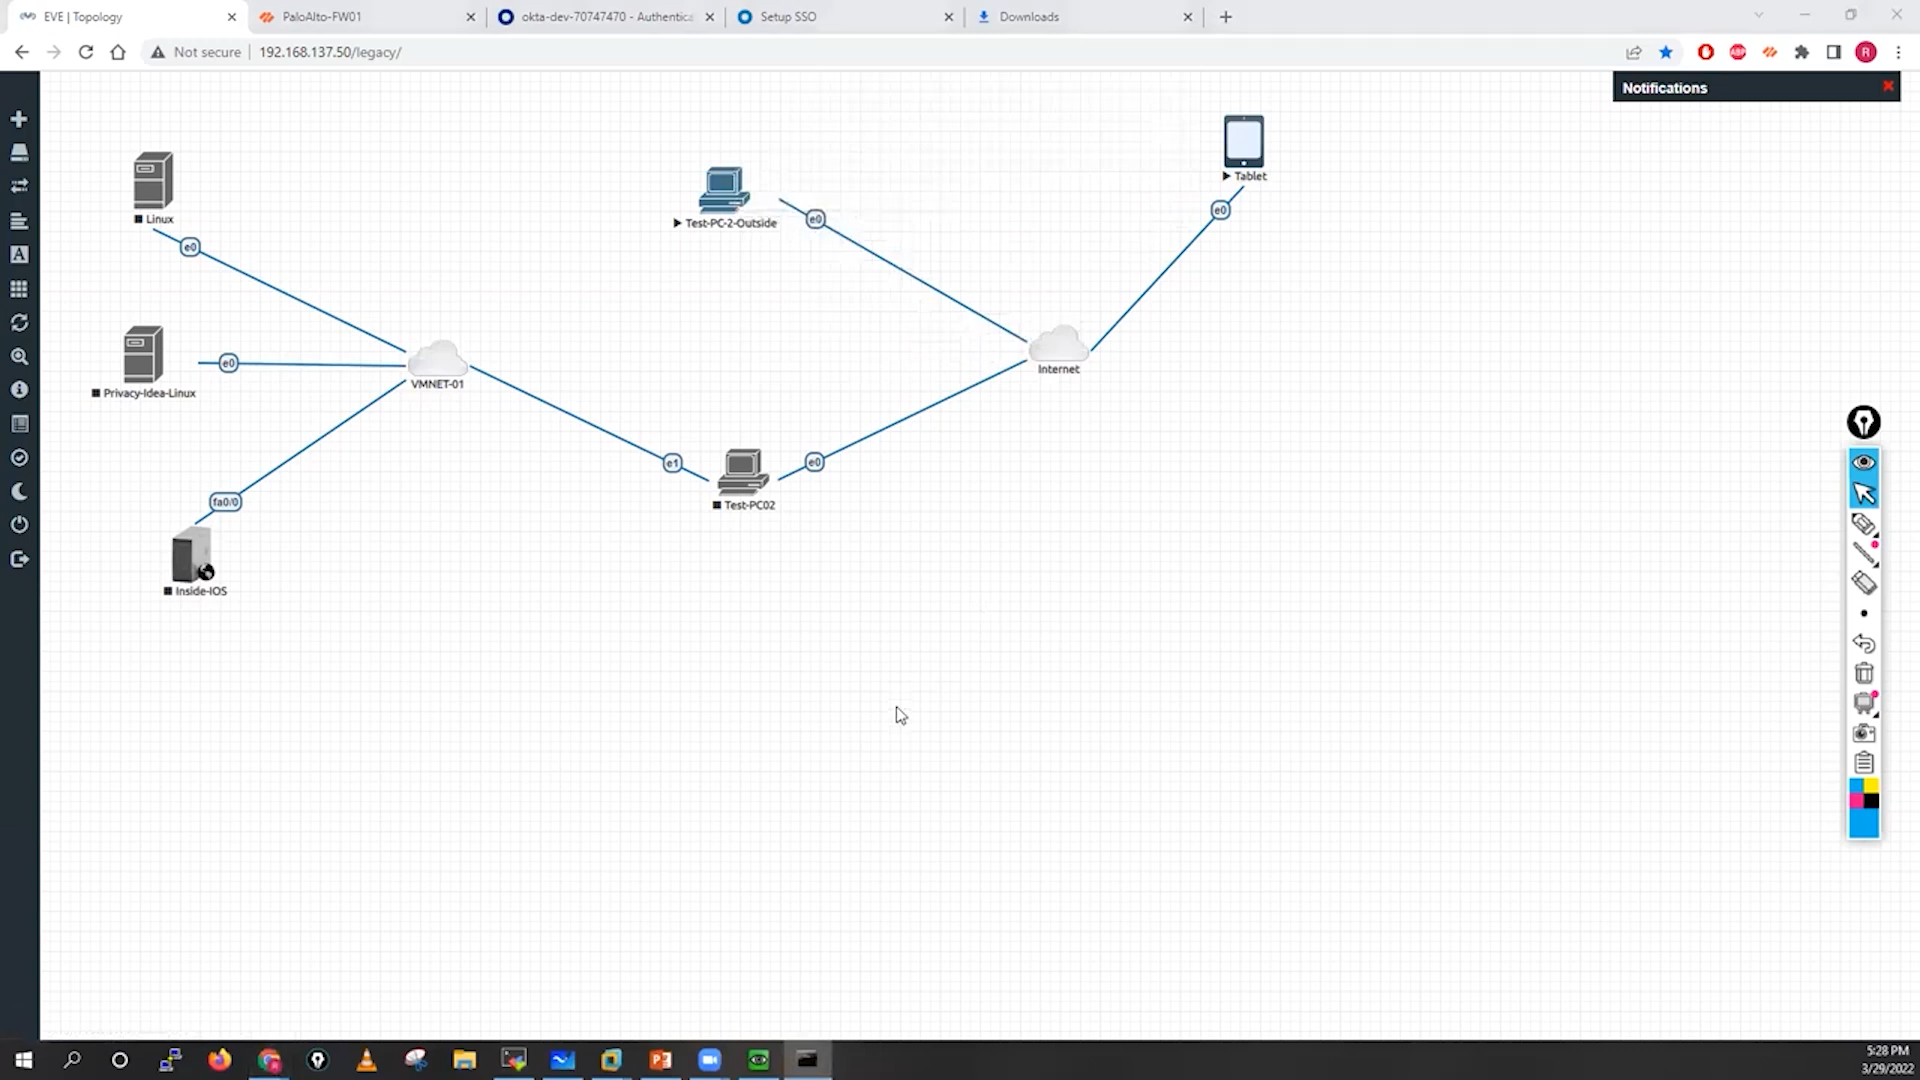 EVE | Topology
PaloAlto-FW01
okta-dev-70747470 - Authentica
Setup SSO
Downloads
Not secure
192.168.137.50/legacy/
ABP
R
Notifications
Tablet
e0
Linux
e0
Test-PC-2-Outside
e0
Privacy-Idea-Linux
e0
VMNET-01
Internet
e1
Test-PC02
e0
fa0/0
Inside-IOS
A
5:28 PM
3/29/2022